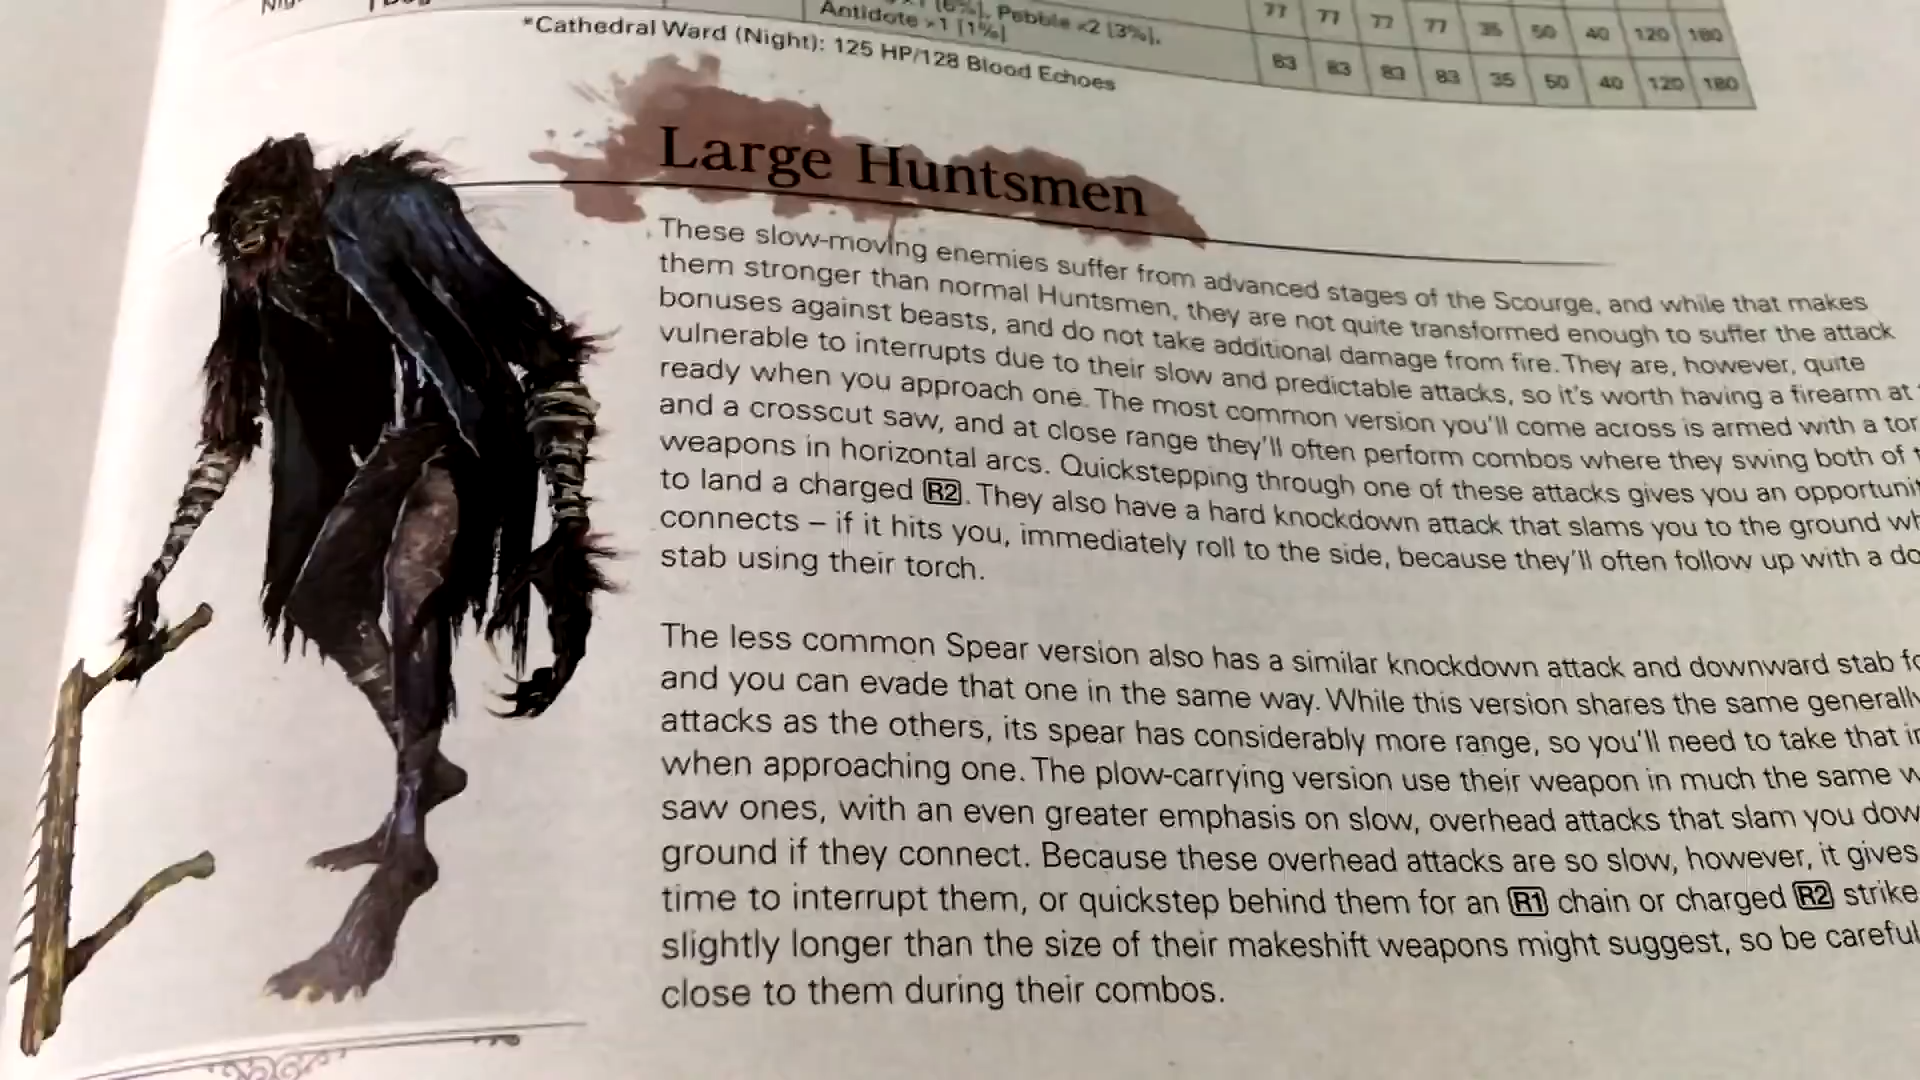 Pebble ×2 [3%],
Antidote ×1 [1%]
77 77 77 77 35 50 40 120 180
83 83 83 83 35 50 40 120 180
*Cathedral Ward (Night): 125 HP/128 Blood Echoes
Large Huntsmen
These slow-moving enemies suffer from advanced stages of the Scourge, and while that makes
them stronger than normal Huntsmen, they are not quite transformed enough to suffer the attack
bonuses against beasts, and do not take additional damage from fire. They are, however, quite
vulnerable to interrupts due to their slow and predictable attacks, so it's worth having a firearm at
ready when you approach one. The most common version you'll come across is armed with a tor
and a crosscut saw, and at close range they'll often perform combos where they swing both of
weapons in horizontal arcs. Quickstepping through one of these attacks gives you an opportunit
to land a charged R2. They also have a hard knockdown attack that slams you to the ground wh
connects – if it hits you, immediately roll to the side, because they'll often follow up with a do
stab using their torch.
The less common Spear version also has a similar knockdown attack and downward stab fo
and you can evade that one in the same way. While this version shares the same generally
attacks as the others, its spear has considerably more range, so you'll need to take that in
when approaching one. The plow-carrying version use their weapon in much the same w
saw ones, with an even greater emphasis on slow, overhead attacks that slam you dow
ground if they connect. Because these overhead attacks are so slow, however, it gives
time to interrupt them, or quickstep behind them for an R1 chain or charged R2 strike
slightly longer than the size of their makeshift weapons might suggest, so be careful
close to them during their combos.